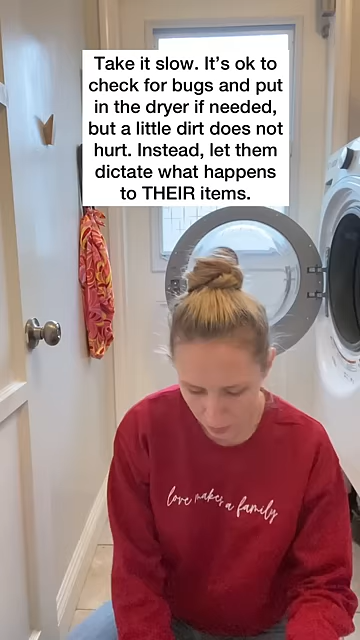 Take it slow. It's ok to
check for bugs and put
in the dryer if needed,
but a little dirt does not
hurt. Instead, let them
dictate what happens
to THEIR items.
love makes a family